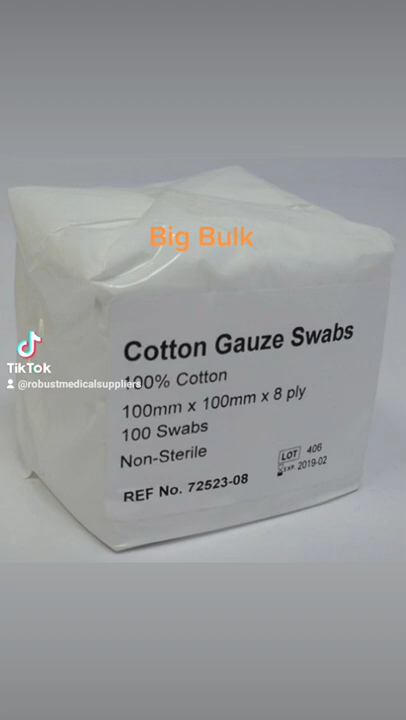 Big Bulk
Cotton Gauze Swabs
100% Cotton
100mm x 100mm x 8 ply
100 Swabs
Non-Sterile
LOT 406
EXP. 2019-02
REF No. 72523-08
TikTok
@robustmedicalsuppliers